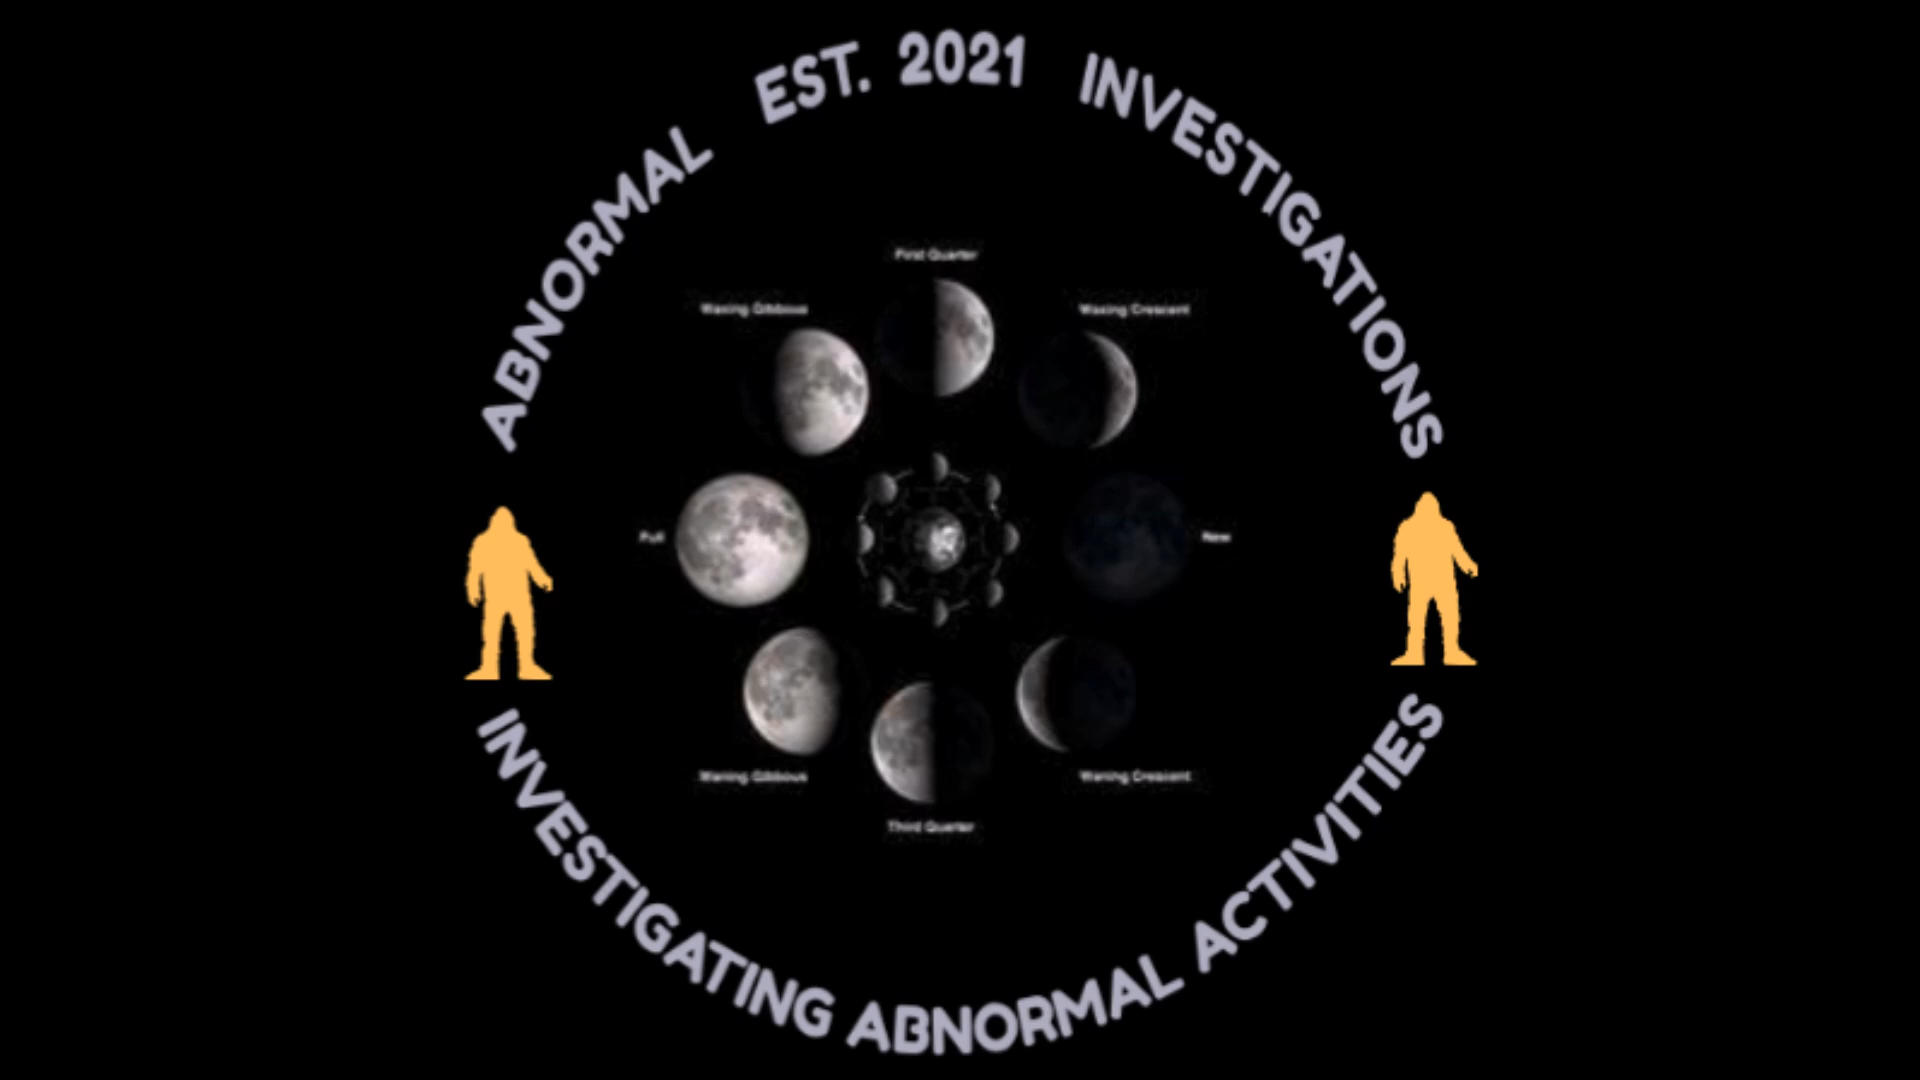 ABNORMAL EST. 2021 INVESTIGATIONS
First Quarter
Waxing Gibbous
Waxing Crescent
Full
New
Waning Gibbous
Waning Crescent
Third Quarter
INVESTIGATING ABNORMAL ACTIVITIES